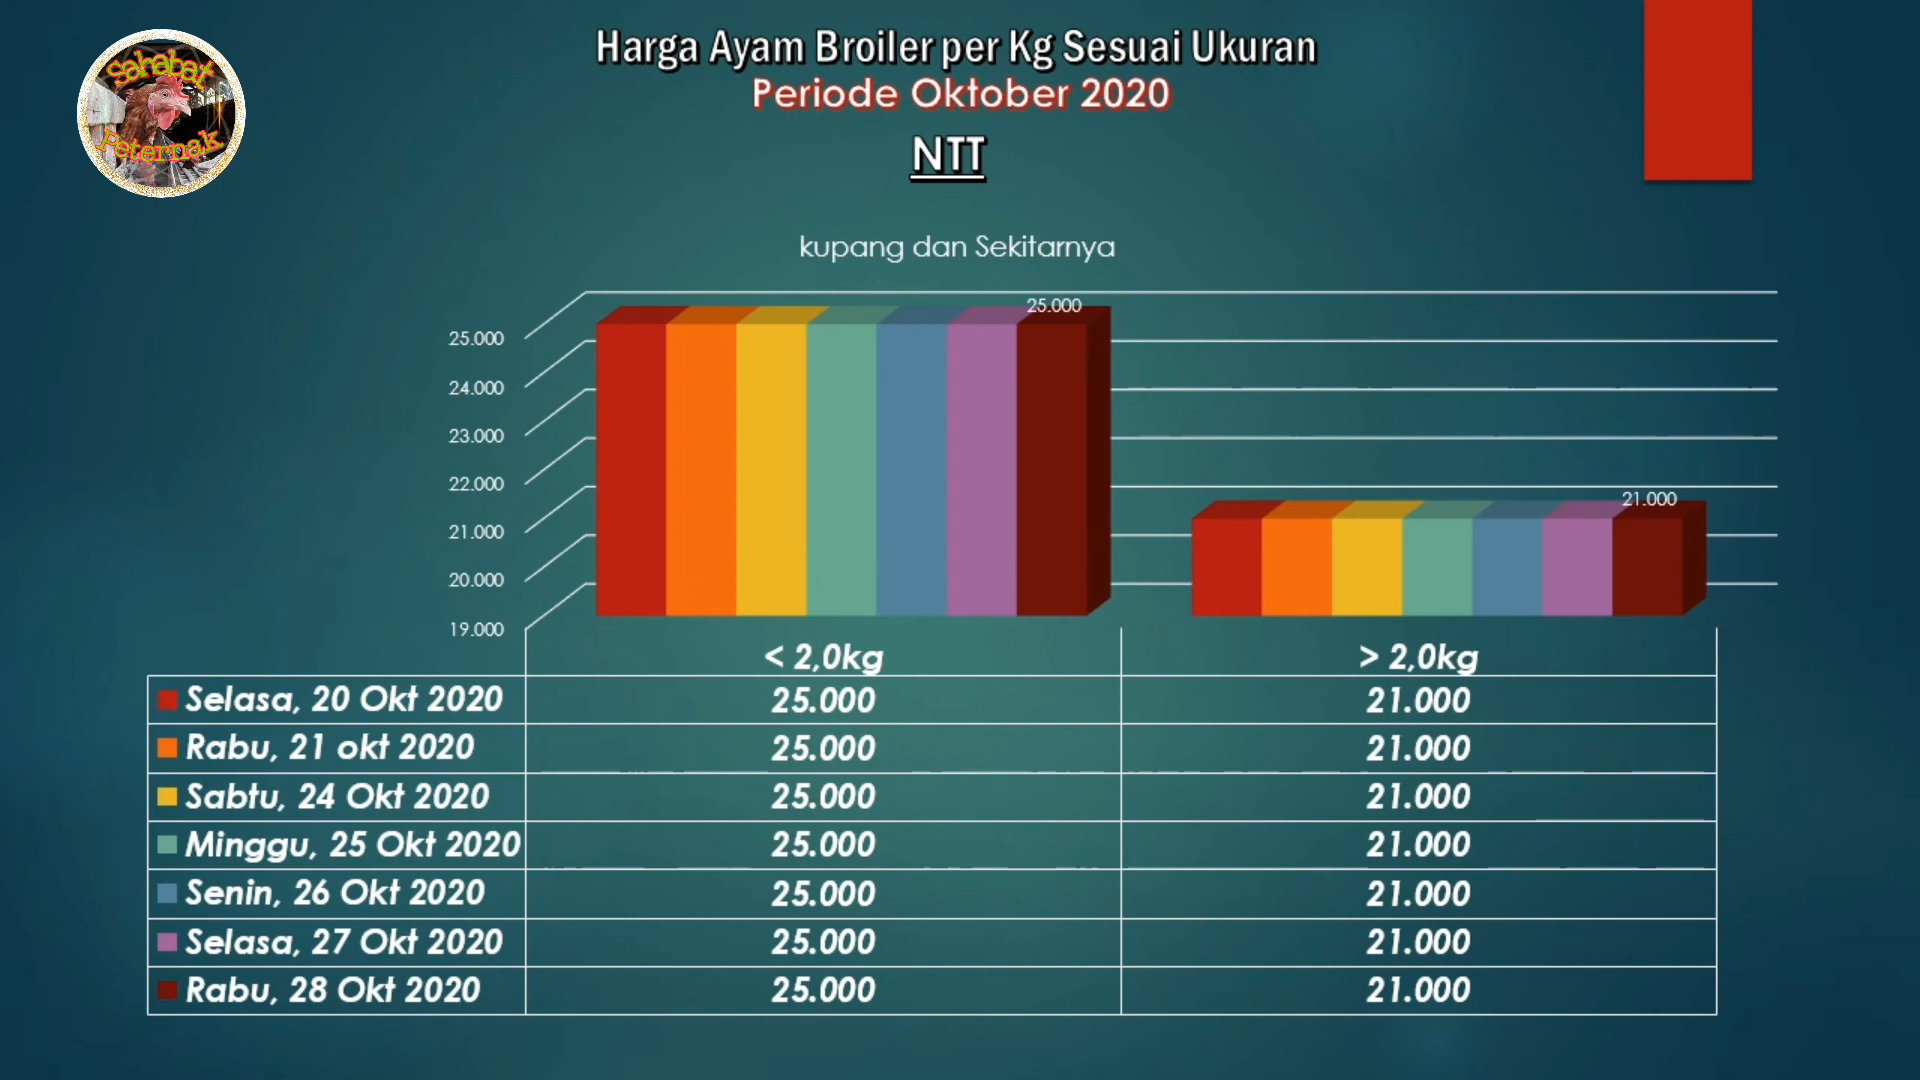 Sahabat
Peternak
Harga Ayam Broiler per Kg Sesuai Ukuran
Periode Oktober 2020
NTT
kupang dan Sekitarnya
25.000
25.000
24.000
23.000
22.000
21.000
21.000
20.000
19.000
< 2,0kg > 2,0kg
Selasa, 20 Okt 2020 25.000 21.000
Rabu, 21 okt 2020 25.000 21.000
Sabtu, 24 Okt 2020 25.000 21.000
Minggu, 25 Okt 2020 25.000 21.000
Senin, 26 Okt 2020 25.000 21.000
Selasa, 27 Okt 2020 25.000 21.000
Rabu, 28 Okt 2020 25.000 21.000